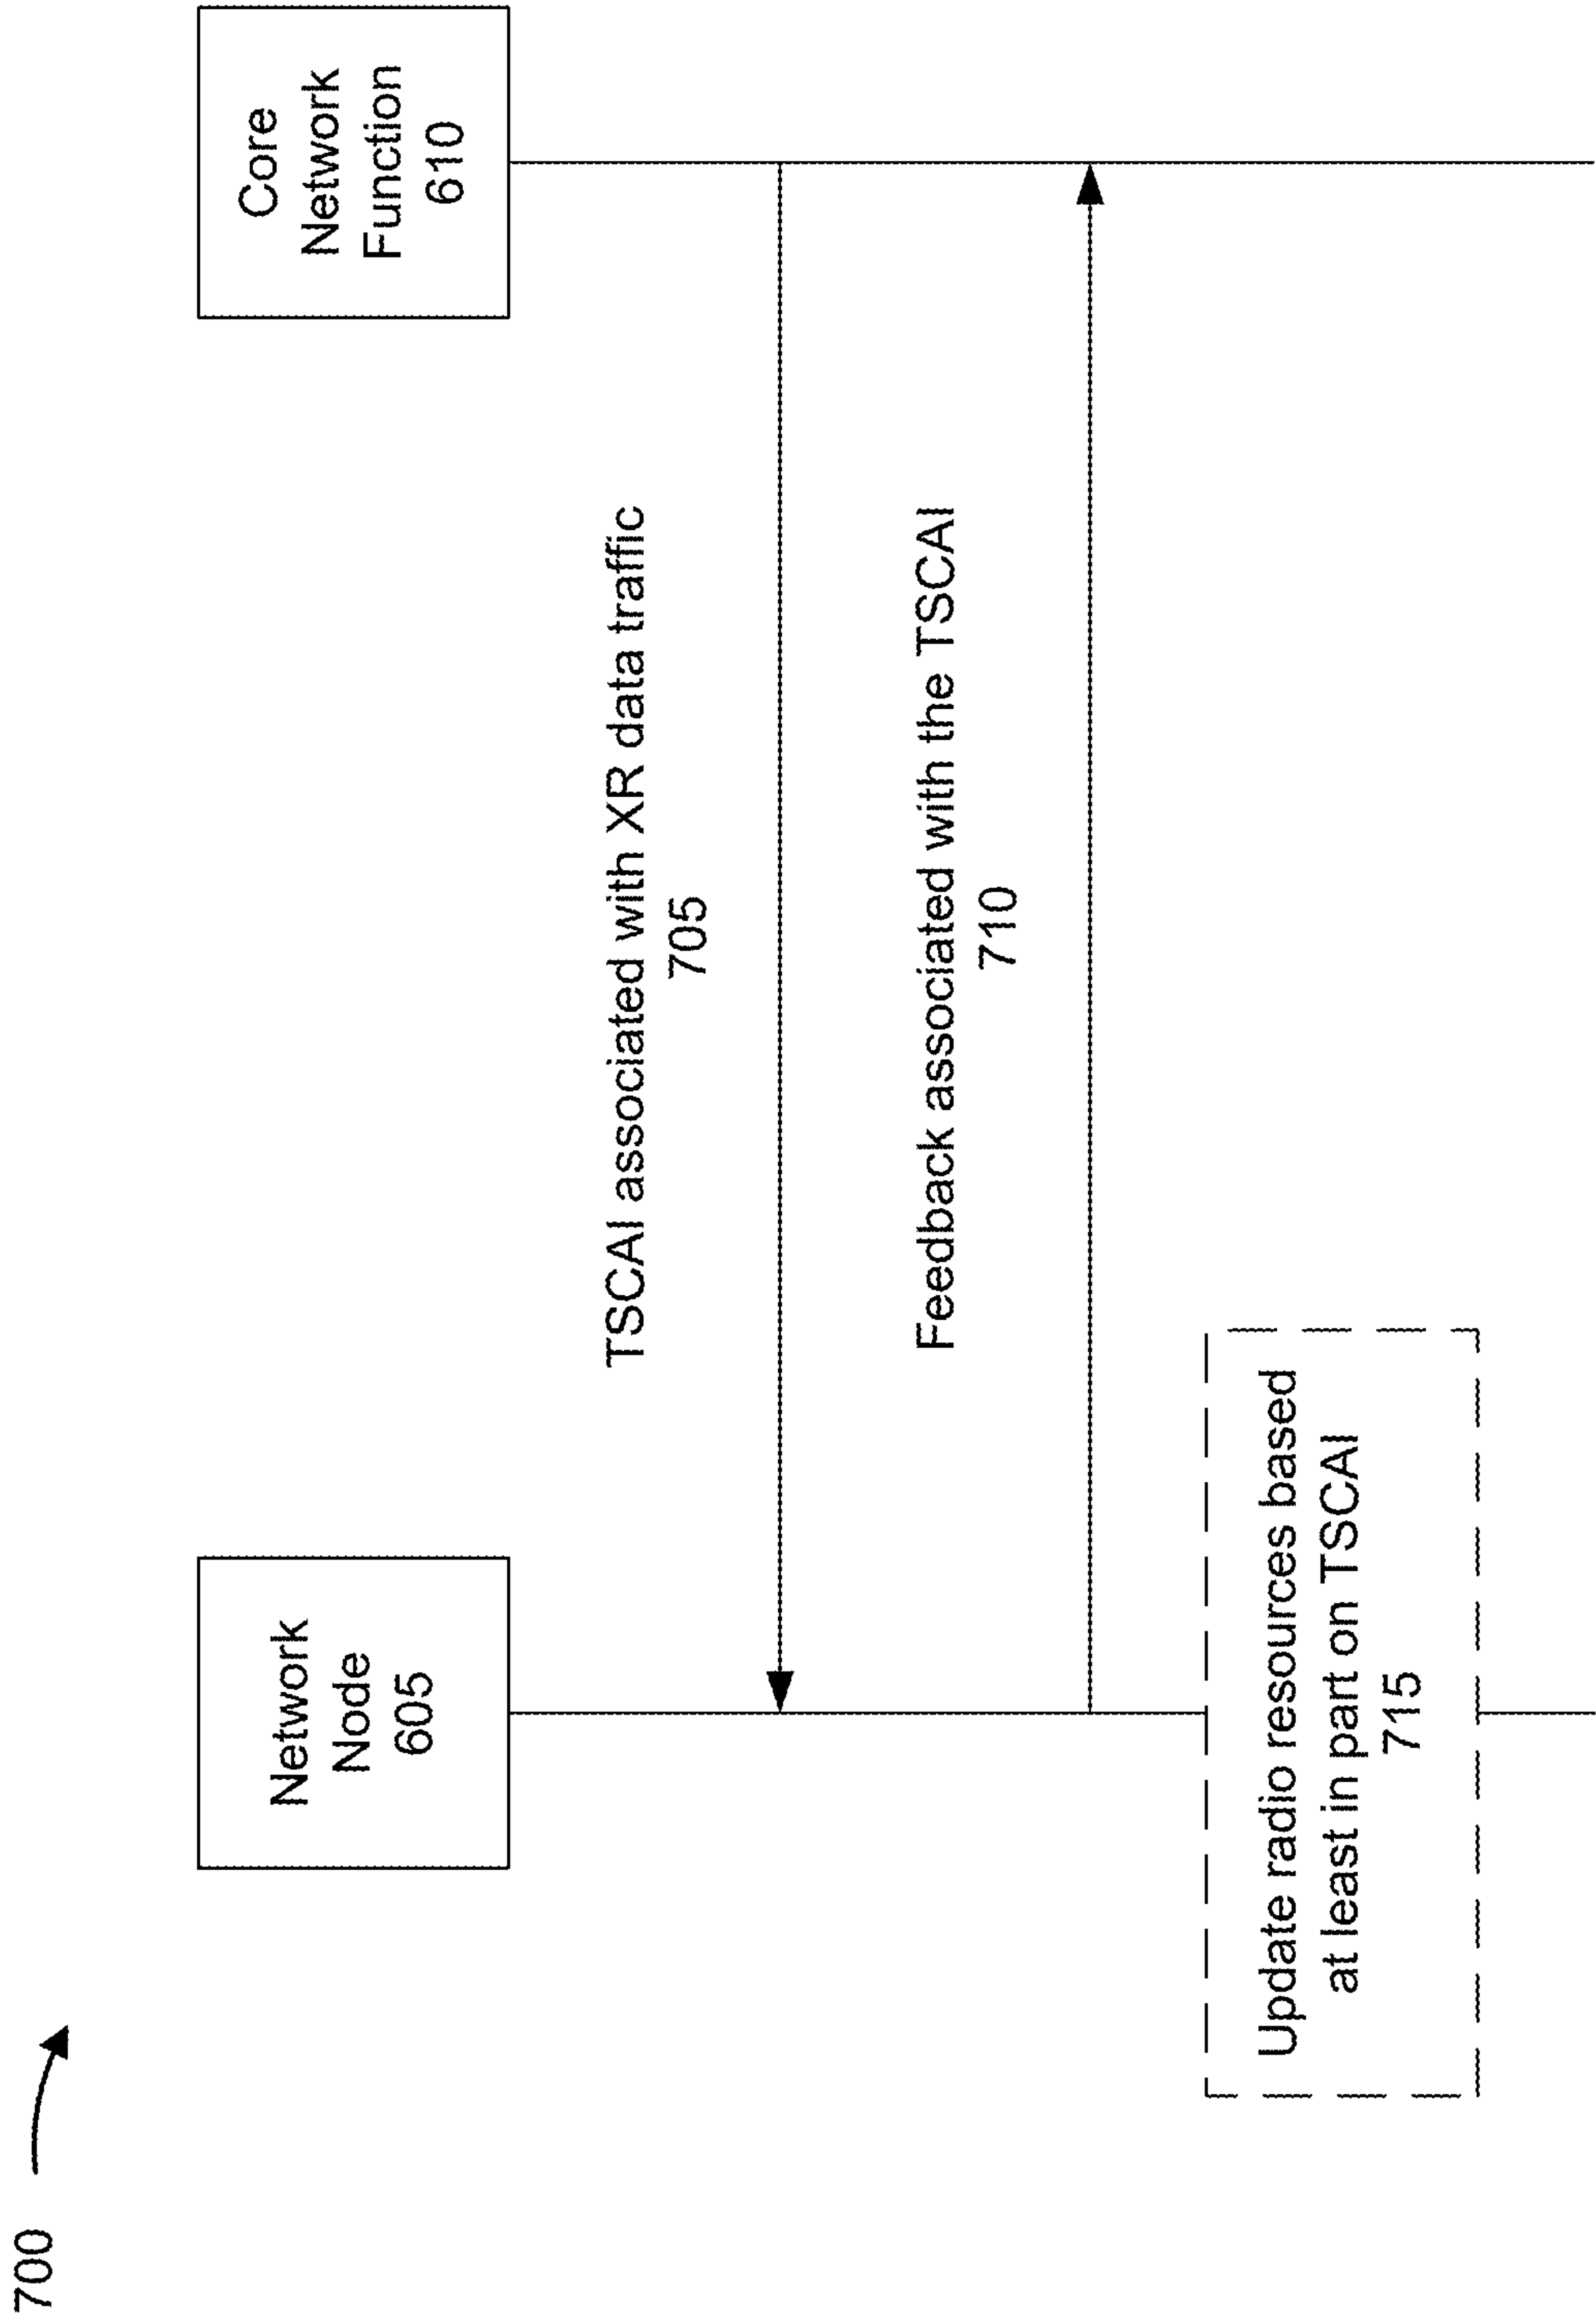 700
Network
Node
605
Core
Network
Function
610
TSCAI associated with XR data traffic
705
Feedback associated with the TSCAI
710
Update radio resources based
at least in part on TSCAI
715